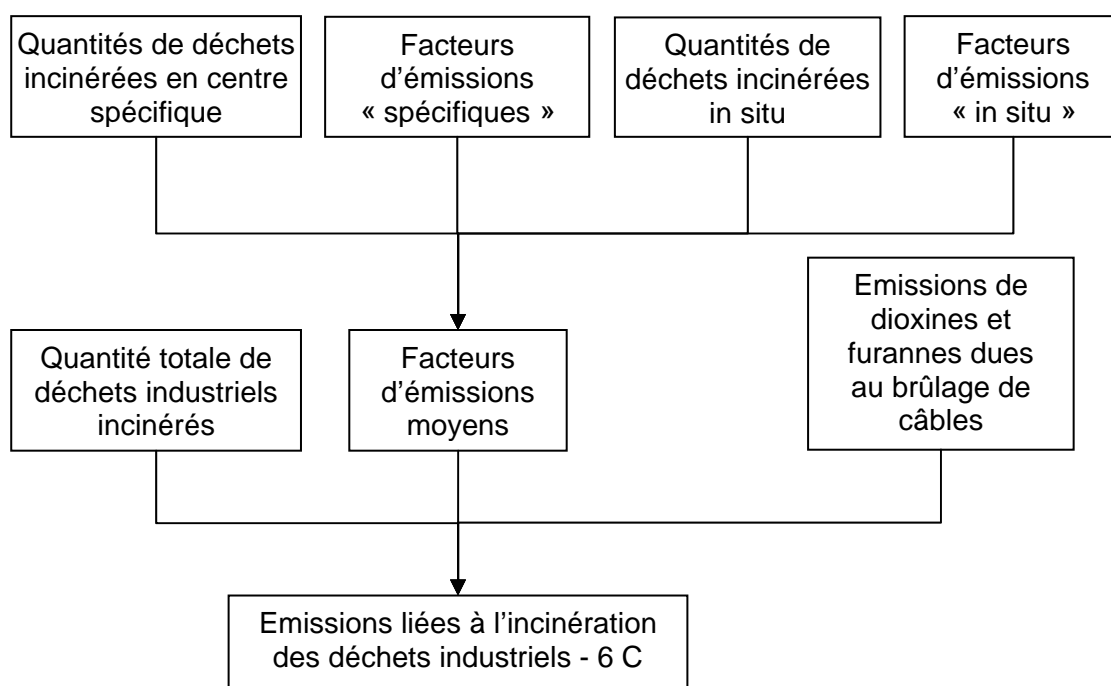 Quantités de déchets
incinérées en centre
spécifique
Facteurs
d'émissions
« spécifiques »
Quantités de
déchets incinérées
in situ
Facteurs
d'émissions
« in situ »
Quantité totale de
déchets industriels
incinérés
Facteurs
d'émissions
moyens
Emissions de
dioxines et
furannes dues
au brûlage de
câbles
Emissions liées à l'incinération
des déchets industriels - 6 C